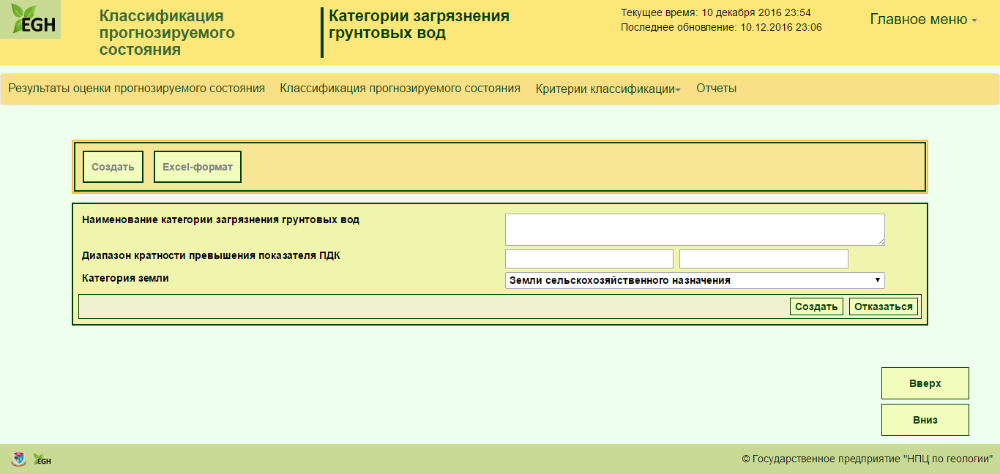 EGH
Классификация
прогнозируемого
состояния
Категории загрязнения
грунтовых вод
Текущее время: 10 декабря 2016 23:54
Последнее обновление: 10.12.2016 23:06
Главное меню
Результаты оценки прогнозируемого состояния Классификация прогнозируемого состояния Критерии классификации Отчеты
Создать Excel-формат
Наименование категории загрязнения грунтовых вод
Диапазон кратности превышения показателя ПДК
Категория земли Земли сельскохозяйственного назначения
Создать Отказаться
Вверх
Вниз
EGH © Государственное предприятие "НПЦ по геологии"